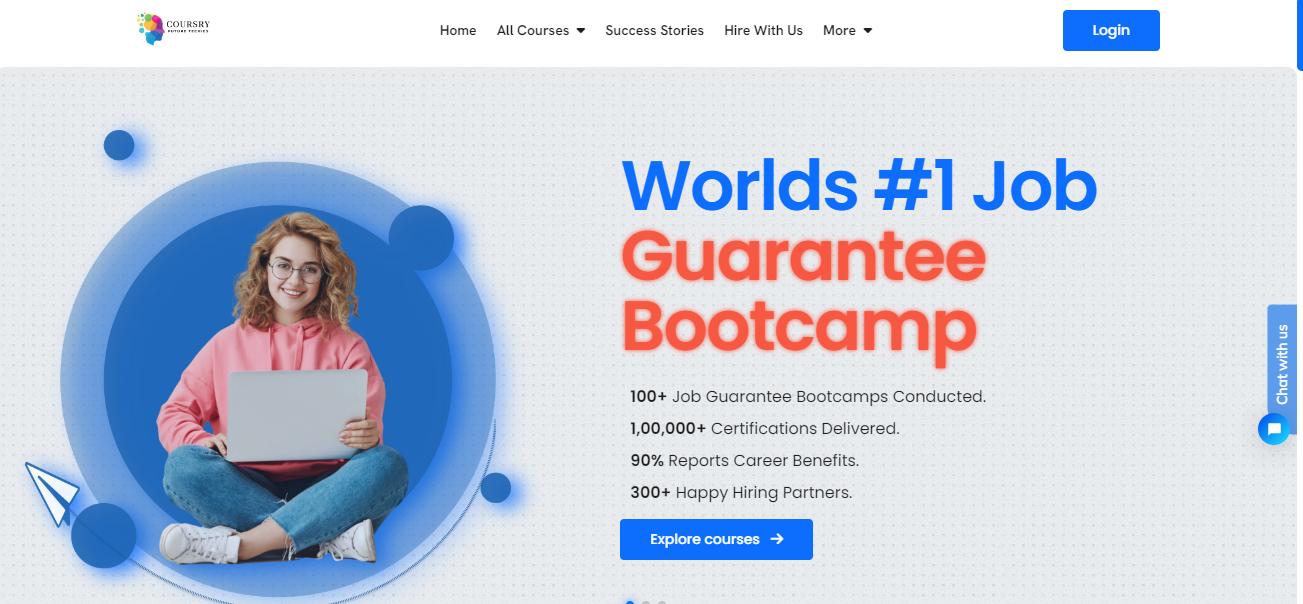 COURSRY
FUTURE TECHIES
Home
All Courses
Success Stories
Hire With Us
More
Login
Worlds #1 Job
Guarantee
Bootcamp
100+ Job Guarantee Bootcamps Conducted.
1,00,000+ Certifications Delivered.
90% Reports Career Benefits.
300+ Happy Hiring Partners.
Explore courses
Chat with us